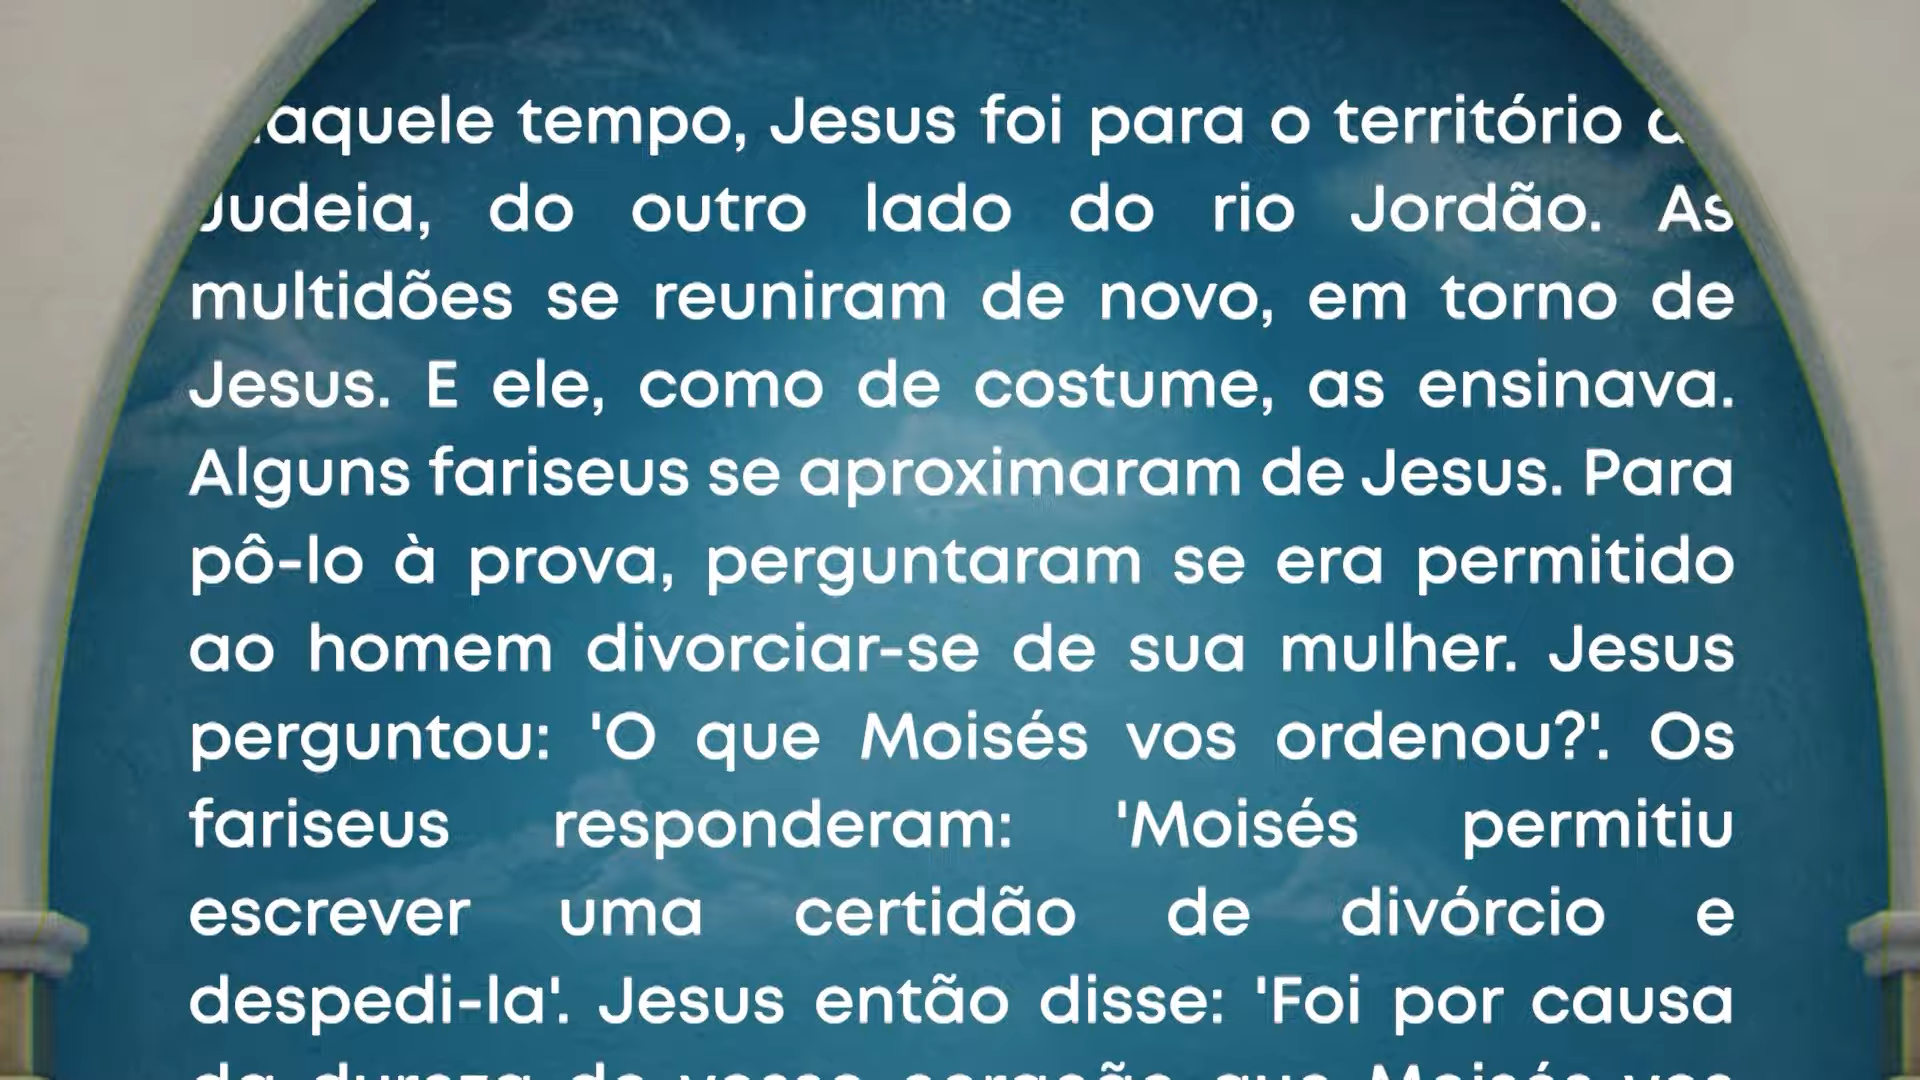 aquele tempo, Jesus foi para o território
Judeia, do outro lado do rio Jordão. As
multidões se reuniram de novo, em torno de
Jesus. E ele, como de costume, as ensinava.
Alguns fariseus se aproximaram de Jesus. Para
pô-lo à prova, perguntaram se era permitido
ao homem divorciar-se de sua mulher. Jesus
perguntou: 'O que Moisés vos ordenou?'. Os
fariseus responderam: 'Moisés permitiu
escrever uma certidão de divórcio e
despedi-la'. Jesus então disse: 'Foi por causa